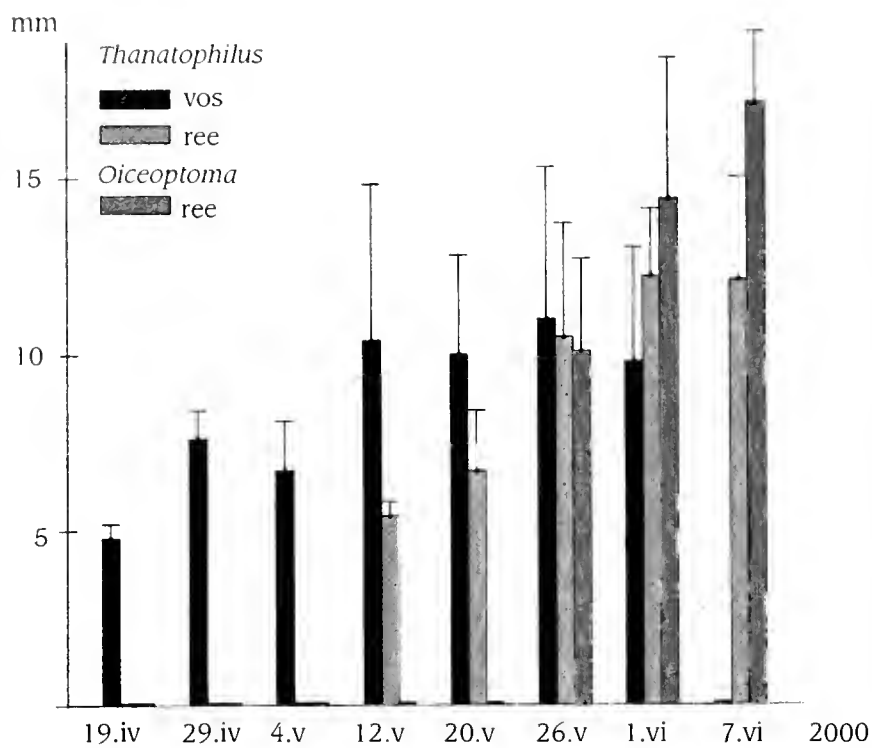 mm
Thanatophilus
vos
ree
Oiceoptoma
ree
15
10
5
19.iv 29.iv 4.v 12.v 20.v 26.v 1.vi 7.vi 2000